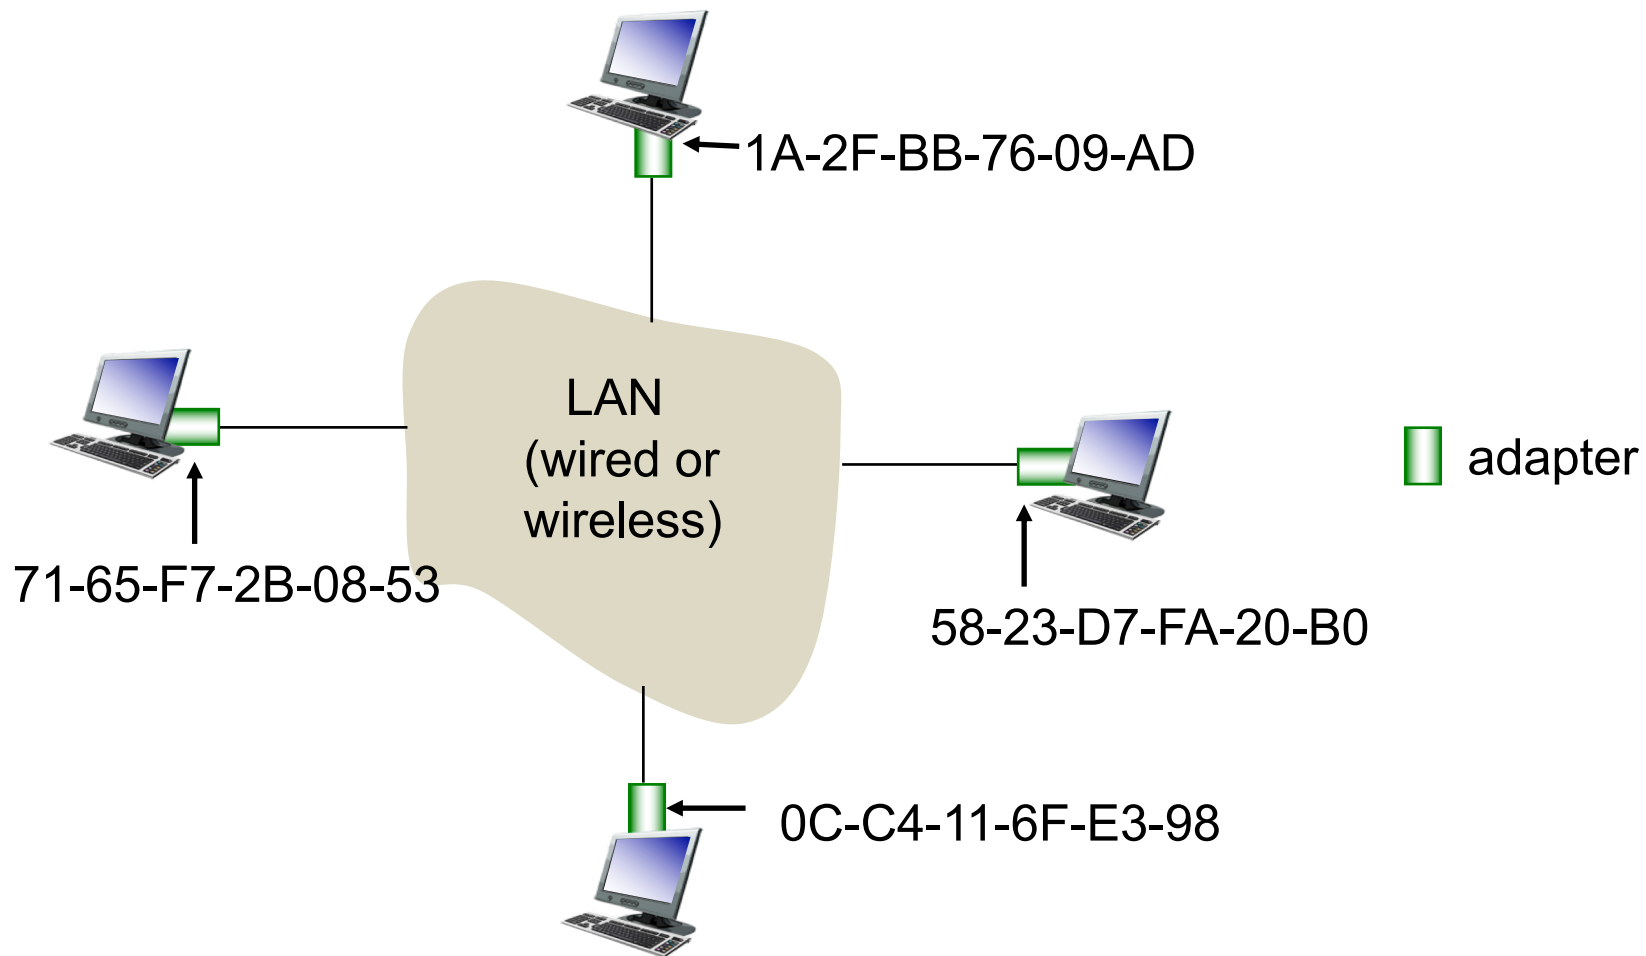 1A-2F-BB-76-09-AD
LAN
(wired or
wireless)
adapter
71-65-F7-2B-08-53
58-23-D7-FA-20-B0
0C-C4-11-6F-E3-98